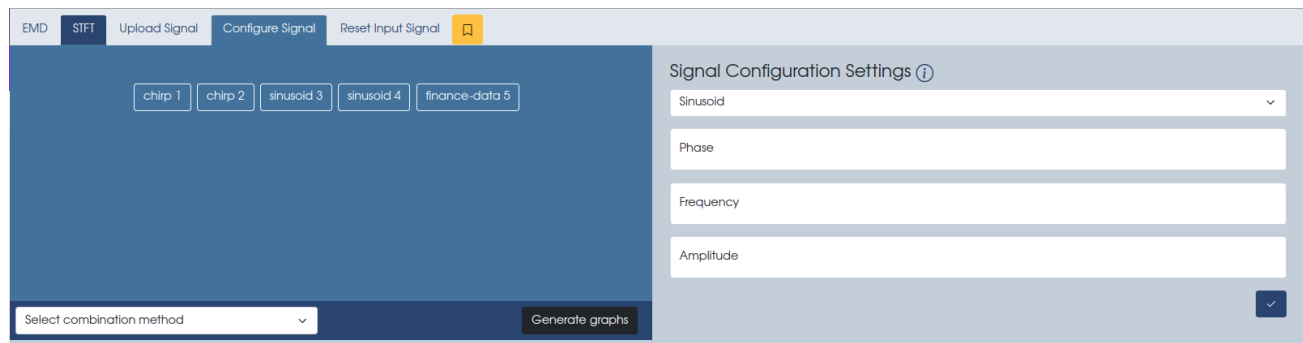 EMD STFT Upload Signal Configure Signal Reset Input Signal
chirp 1 chirp 2 sinusoid 3 sinusoid 4 finance-data 5
Select combination method Generate graphs
Signal Configuration Settings i
Sinusoid
Phase
Frequency
Amplitude